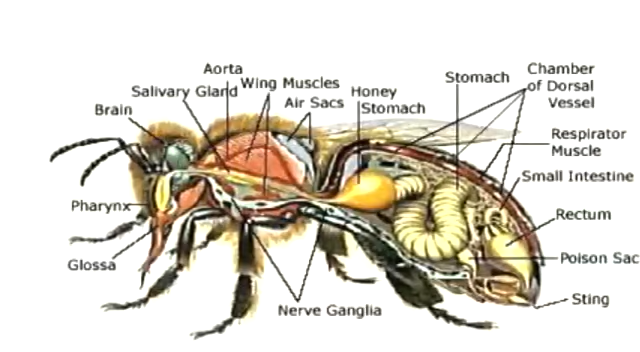 Aorta
Salivary Gland
Wing Muscles
Brain
Air Sacs
Honey
Stomach
Stomach
Chamber
of Dorsal
Vessel
Respirator
Muscle
Small Intestine
Rectum
Poison Sac
Sting
Pharynx
Glossa
Nerve Ganglia